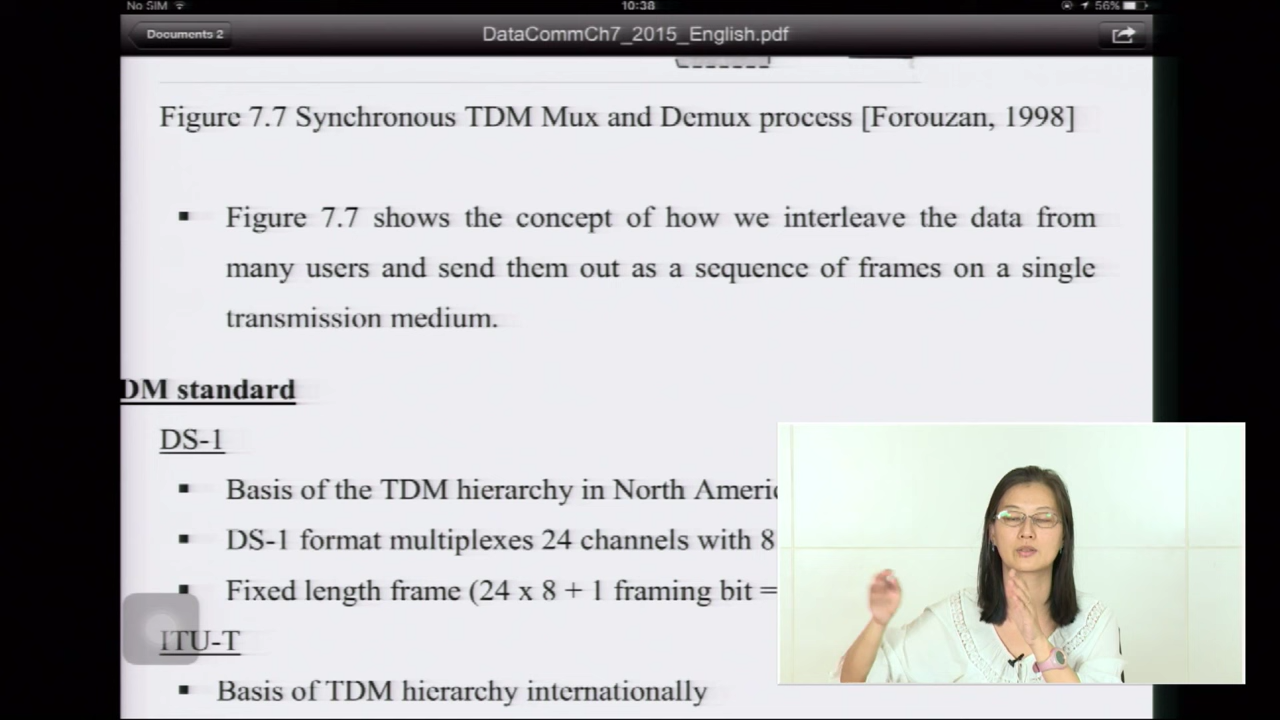 No SIM 10:38 56%
Documents 2 DataCommCh7_2015_English.pdf
Figure 7.7 Synchronous TDM Mux and Demux process [Forouzan, 1998]
▪ Figure 7.7 shows the concept of how we interleave the data from
many users and send them out as a sequence of frames on a single
transmission medium.
DM standard
DS-1
▪ Basis of the TDM hierarchy in North Americ
▪ DS-1 format multiplexes 24 channels with 8
▪ Fixed length frame (24 x 8 + 1 framing bit =
ITU-T
▪ Basis of TDM hierarchy internationally